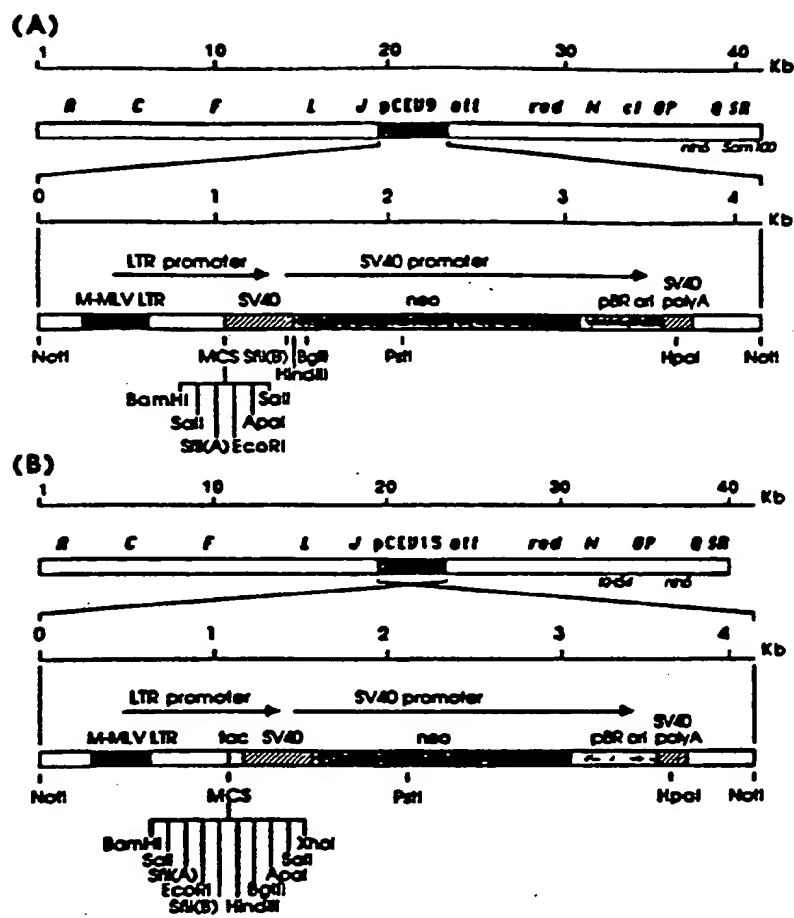 (A)
1 10 20 30 40 Kb
A C F L J pCEV9 att red N cI OP Q SR
nin5 Sam100
0 1 2 3 4 Kb
LTR promoter SV40 promoter
M-MLV LTR SV40 neo pBR ori SV40 polyA
NotI MCS SfiI(B) BglII PstI HpaI NotI
HindIII
BamHI SalI
SalI ApaI
SfiI(A) EcoRI
(B)
1 10 20 30 40 Kb
A C F L J pCEV15 att red N OP Q SR
nin5
0 1 2 3 4 Kb
LTR promoter SV40 promoter
M-MLV LTR tac SV40 neo pBR ori SV40 polyA
NotI MCS PstI HpaI NotI
BamHI XhoI
SalI SalI
SfiI(A) ApaI
EcoRI BglII
SfiI(B) HindIII